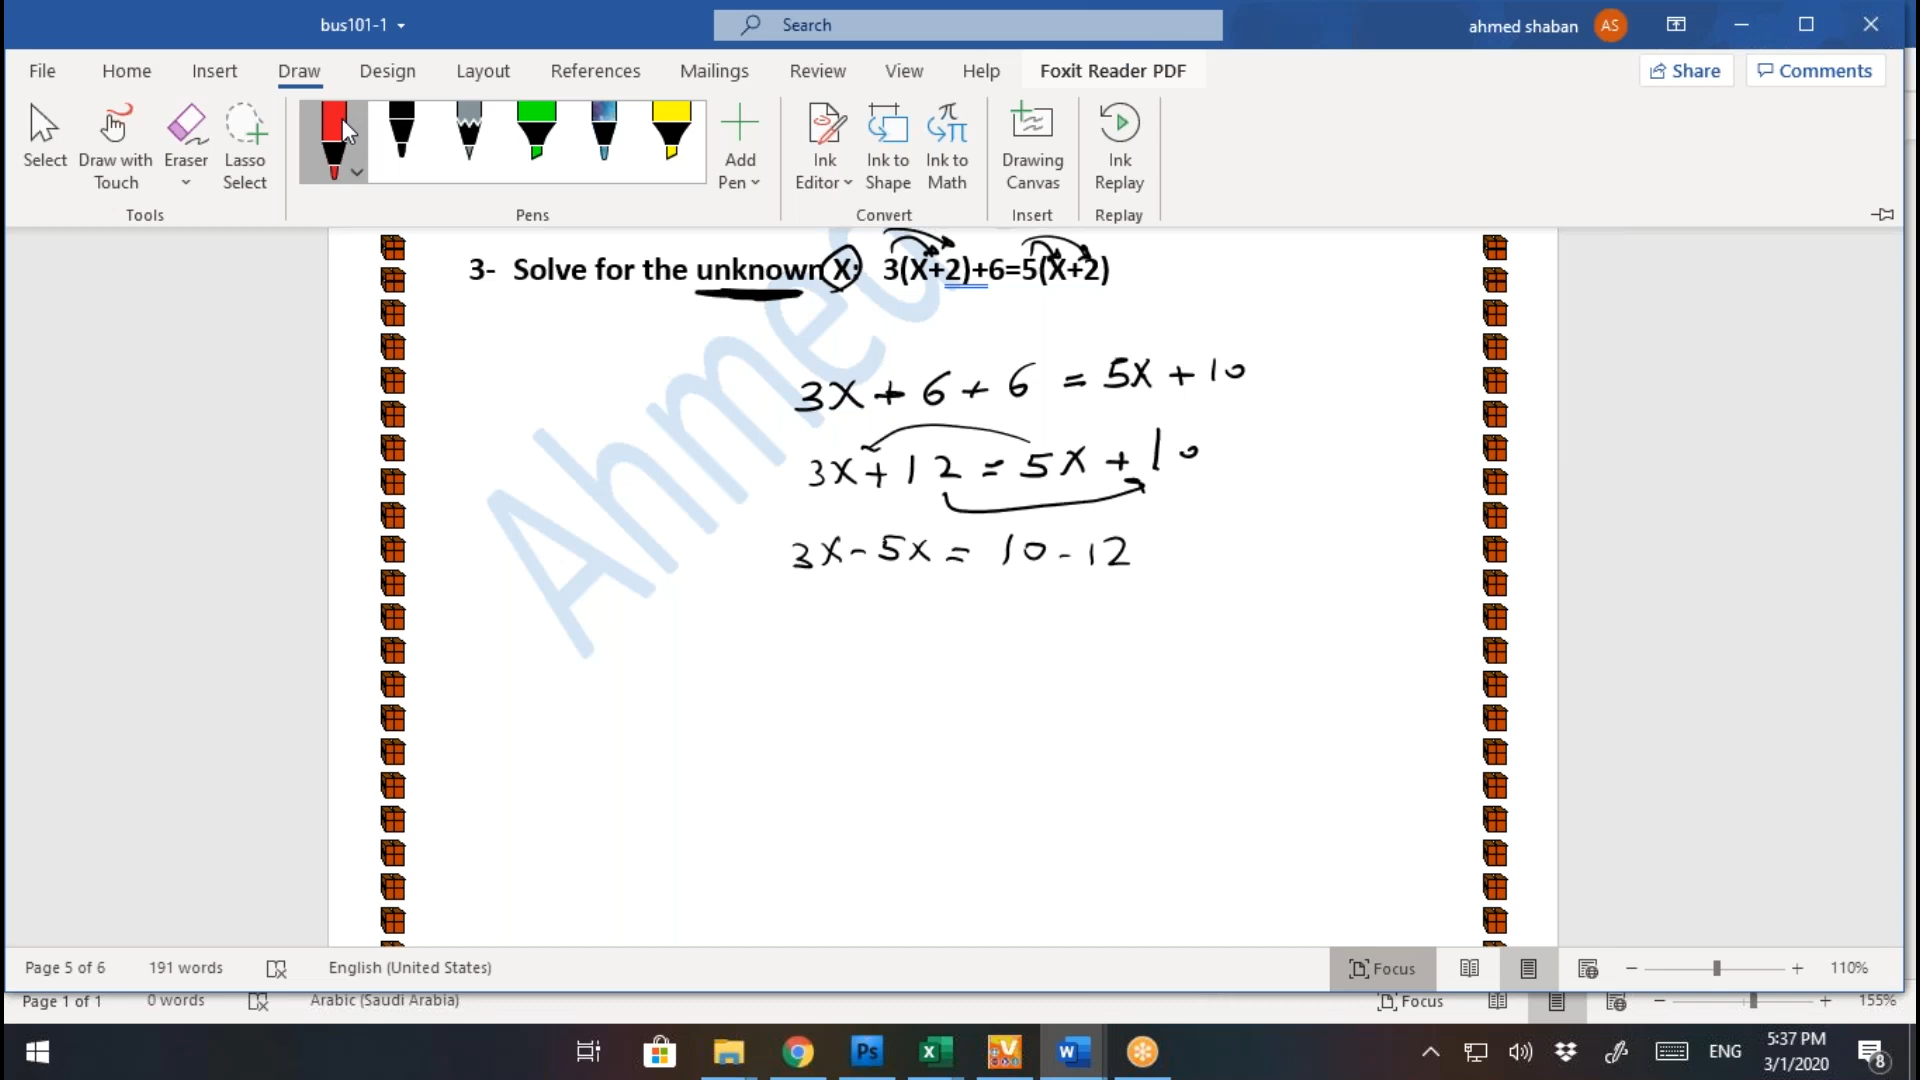 bus101-1
Search
ahmed shaban AS
File Home Insert Draw Design Layout References Mailings Review View Help Foxit Reader PDF Share Comments
Select
Draw with Touch
Eraser
Lasso Select
Add Pen
Ink Editor
Ink to Shape
Ink to Math
Drawing Canvas
Ink Replay
Tools Pens Convert Insert Replay
3- Solve for the unknown X: 3(X+2)+6=5(X+2)
3X + 6 + 6 = 5X + 10
3X + 12 = 5X + 10
3X - 5X = 10 - 12
Ahmed
Page 5 of 6 191 words English (United States) Focus 110%
Page 1 of 1 0 words Arabic (Saudi Arabia) Focus 155%
Ps W ENG 5:37 PM
3/1/2020 8